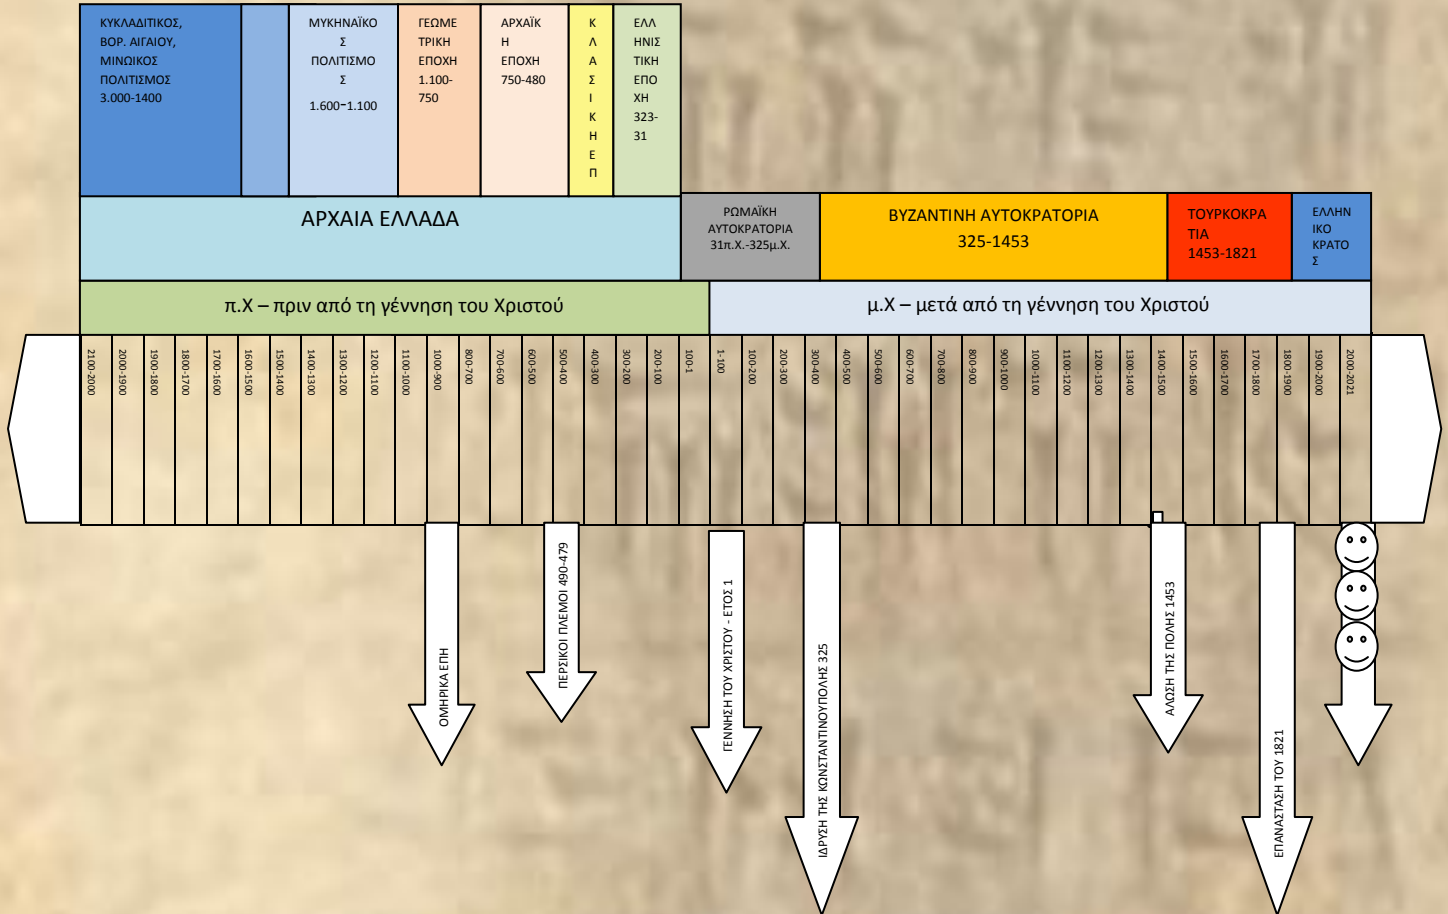 ΚΥΚΛΑΔΙΤΙΚΟΣ,
ΒΟΡ. ΑΙΓΑΙΟΥ,
ΜΙΝΩΙΚΟΣ
ΠΟΛΙΤΙΣΜΟΣ
3.000-1400
ΜΥΚΗΝΑΪΚΟ
Σ
ΠΟΛΙΤΙΣΜΟ
Σ
1.600-1.100
ΓΕΩΜΕ
ΤΡΙΚΗ
ΕΠΟΧΗ
1.100-
750
ΑΡΧΑΪΚ
Η
ΕΠΟΧΗ
750-480
Κ
Λ
Α
Σ
Ι
Κ
Η
Ε
Π
ΕΛΛ
ΗΝΙΣ
ΤΙΚΗ
ΕΠΟ
ΧΗ
323-
31
ΑΡΧΑΙΑ ΕΛΛΑΔΑ
ΡΩΜΑΪΚΗ
ΑΥΤΟΚΡΑΤΟΡΙΑ
31π.Χ.-325μ.Χ.
ΒΥΖΑΝΤΙΝΗ ΑΥΤΟΚΡΑΤΟΡΙΑ
325-1453
ΤΟΥΡΚΟΚΡΑ
ΤΙΑ
1453-1821
ΕΛΛΗΝ
ΙΚΟ
ΚΡΑΤΟ
Σ
π.Χ – πριν από τη γέννηση του Χριστού
μ.Χ – μετά από τη γέννηση του Χριστού
2100-2000
2000-1900
1900-1800
1800-1700
1700-1600
1600-1500
1500-1400
1400-1300
1300-1200
1200-1100
1100-1000
1000-900
800-700
700-600
600-500
500-400
400-300
300-200
200-100
100-1
1-100
100-200
200-300
300-400
400-500
500-600
600-700
700-800
800-900
900-1000
1000-1100
1100-1200
1200-1300
1300-1400
1400-1500
1500-1600
1600-1700
1700-1800
1800-1900
1900-2000
2000-2021
ΟΜΗΡΙΚΑ ΕΠΗ
ΠΕΡΣΙΚΟΙ ΠΛΕΜΟΙ 490-479
ΓΕΝΝΗΣΗ ΤΟΥ ΧΡΙΣΤΟΥ - ΕΤΟΣ 1
ΙΔΡΥΣΗ ΤΗΣ ΚΩΝΣΤΑΝΤΙΝΟΥΠΟΛΗΣ 325
ΑΛΩΣΗ ΤΗΣ ΠΟΛΗΣ 1453
ΕΠΑΝΑΣΤΑΣΗ ΤΟΥ 1821